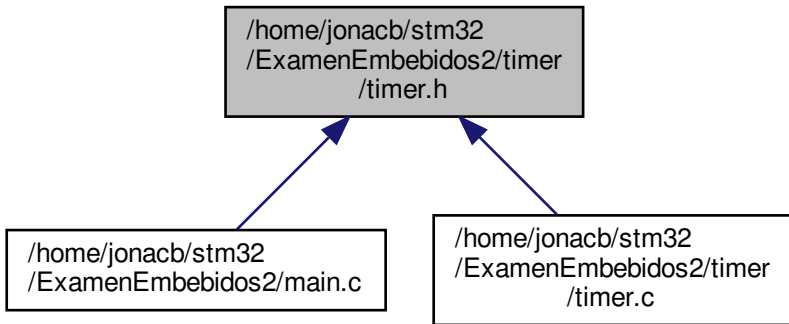 /home/jonacb/stm32
/ExamenEmbebidos2/timer
/timer.h
/home/jonacb/stm32
/ExamenEmbebidos2/main.c
/home/jonacb/stm32
/ExamenEmbebidos2/timer
/timer.c